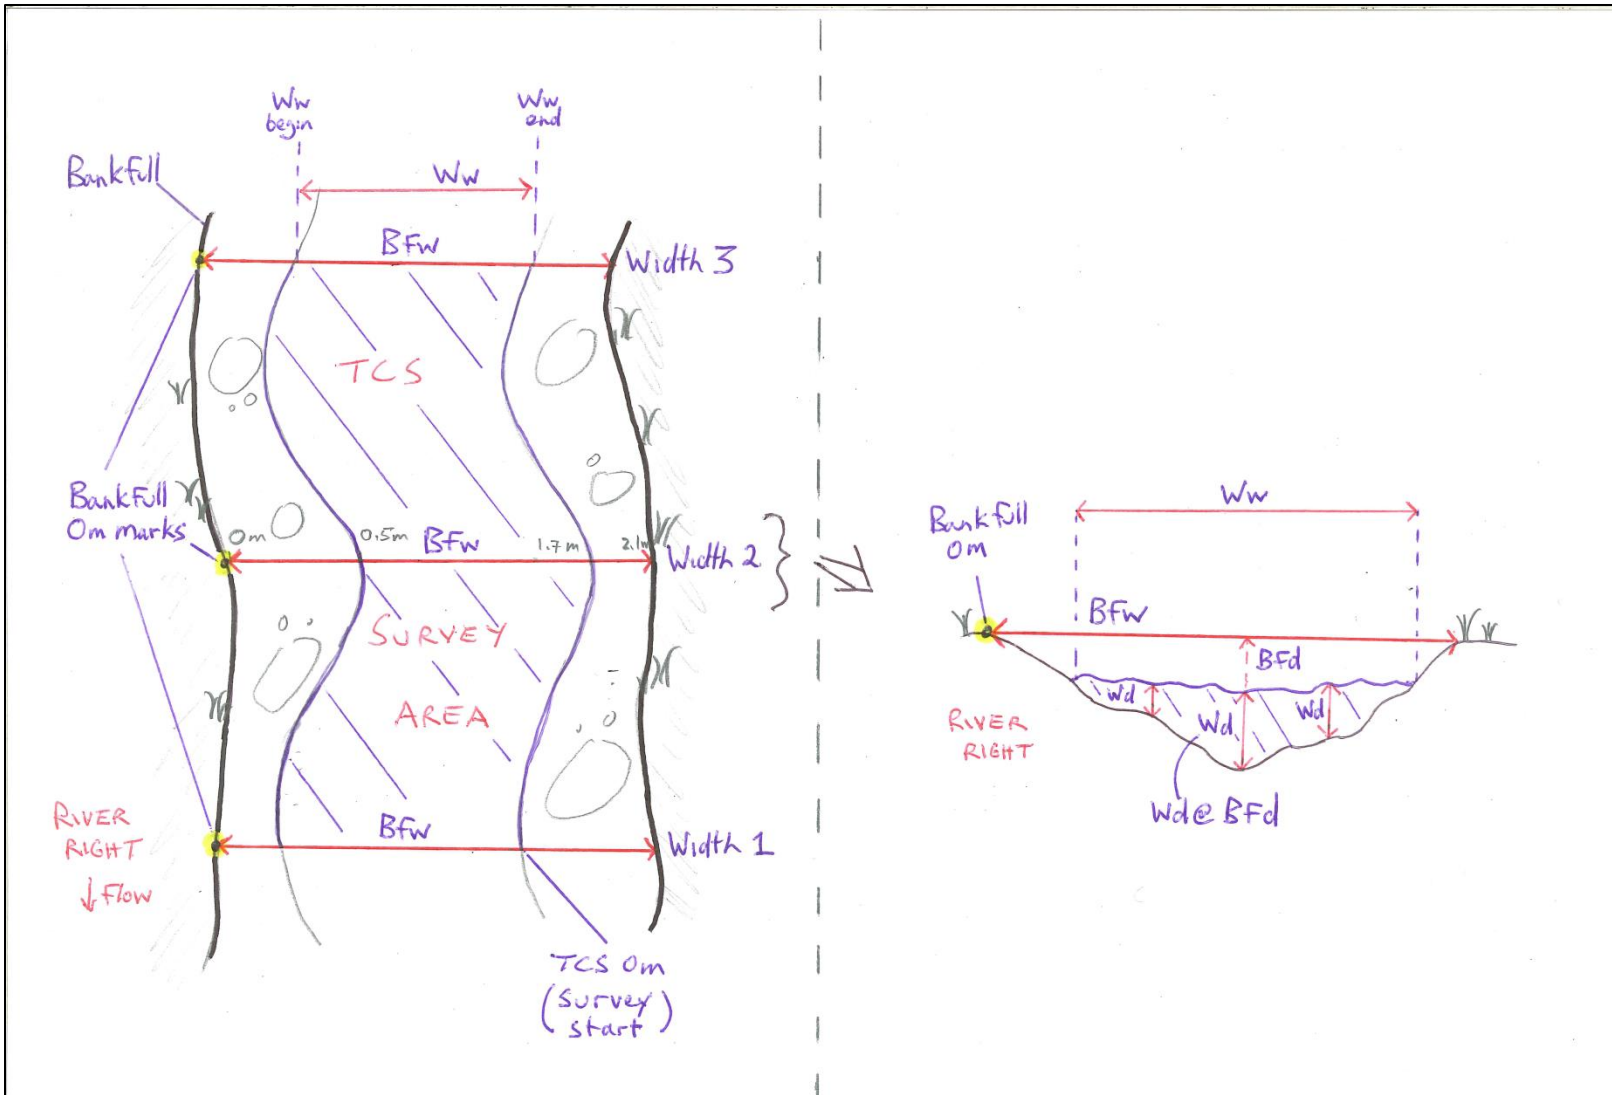 Ww
begin
Ww
end
Ww
Bankfull
Bfw
Width 3
TCS
Bankfull
0m marks
0m
0.5m
Bfw
1.7m
2.1m
Width 2
SURVEY
AREA
RIVER
RIGHT
Flow
Bfw
Width 1
TCS 0m
(Survey
start)
Ww
Bankfull
0m
Bfw
Bfd
Wd
Wd
Wd
RIVER
RIGHT
Wd@Bfd